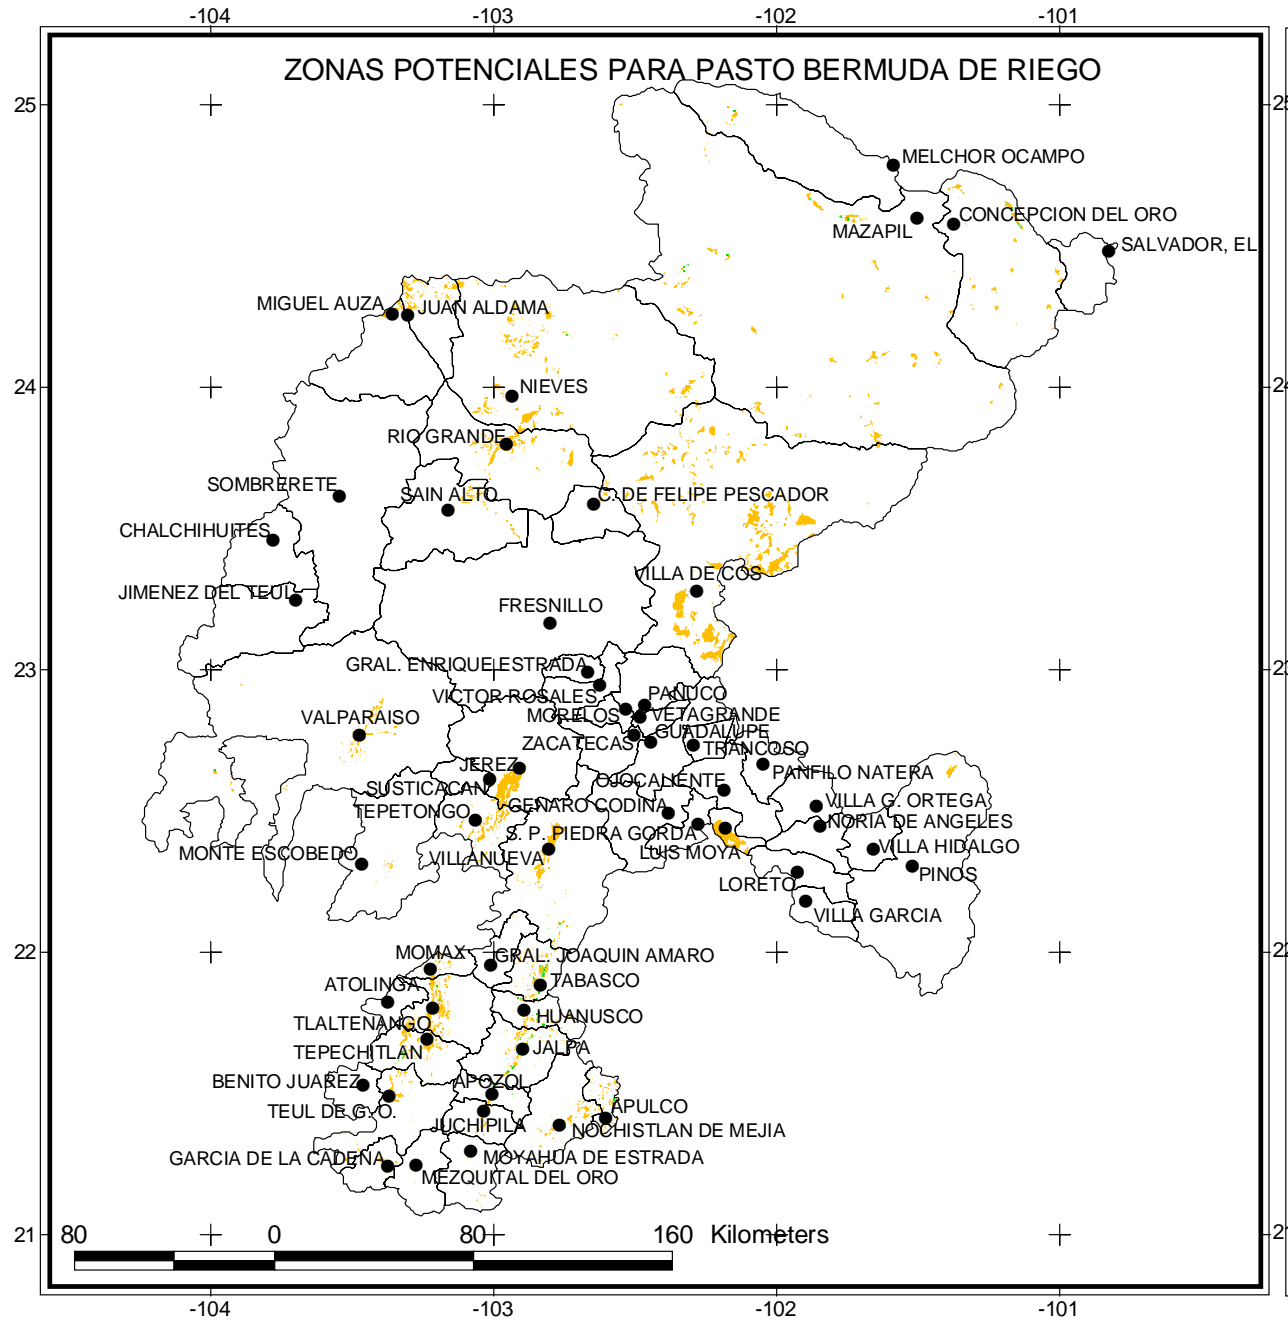 -104 -103 -102 -101
ZONAS POTENCIALES PARA PASTO BERMUDA DE RIEGO
25
MELCHOR OCAMPO
CONCEPCION DEL ORO
MAZAPIL
SALVADOR, EL
MIGUEL AUZA
JUAN ALDAMA
24
NIEVES
RIO GRANDE
SOMBRERETE
SAIN ALTO
C. DE FELIPE PESCADOR
CHALCHIHUITES
VILLA DE COS
JIMENEZ DEL TEUL
FRESNILLO
23
GRAL. ENRIQUE ESTRADA
VICTOR ROSALES
PANUCO
VALPARAISO
MORELOS
VETAGRANDE
GUADALUPE
ZACATECAS
TRANCOSO
JEREZ
PANFILO NATERA
SUSTICACAN
OJOCALIENTE
TEPETONGO
GENARO CODINA
VILLA G. ORTEGA
NORIA DE ANGELES
S. P. PIEDRA GORDA
MONTE ESCOBEDO
VILLANUEVA
LUIS MOYA
VILLA HIDALGO
PINOS
LORETO
VILLA GARCIA
22
MOMAX
GRAL. JOAQUIN AMARO
ATOLINGA
TABASCO
TLALTENANGO
HUANUSCO
TEPECHITLAN
JALPA
BENITO JUAREZ
APOZOL
TEUL DE G. O.
APULCO
JUCHIPILA
NOCHISTLAN DE MEJIA
GARCIA DE LA CADENA
MOYAHUA DE ESTRADA
MEZQUITAL DEL ORO
21
80 0 80 160 Kilometers
-104 -103 -102 -101